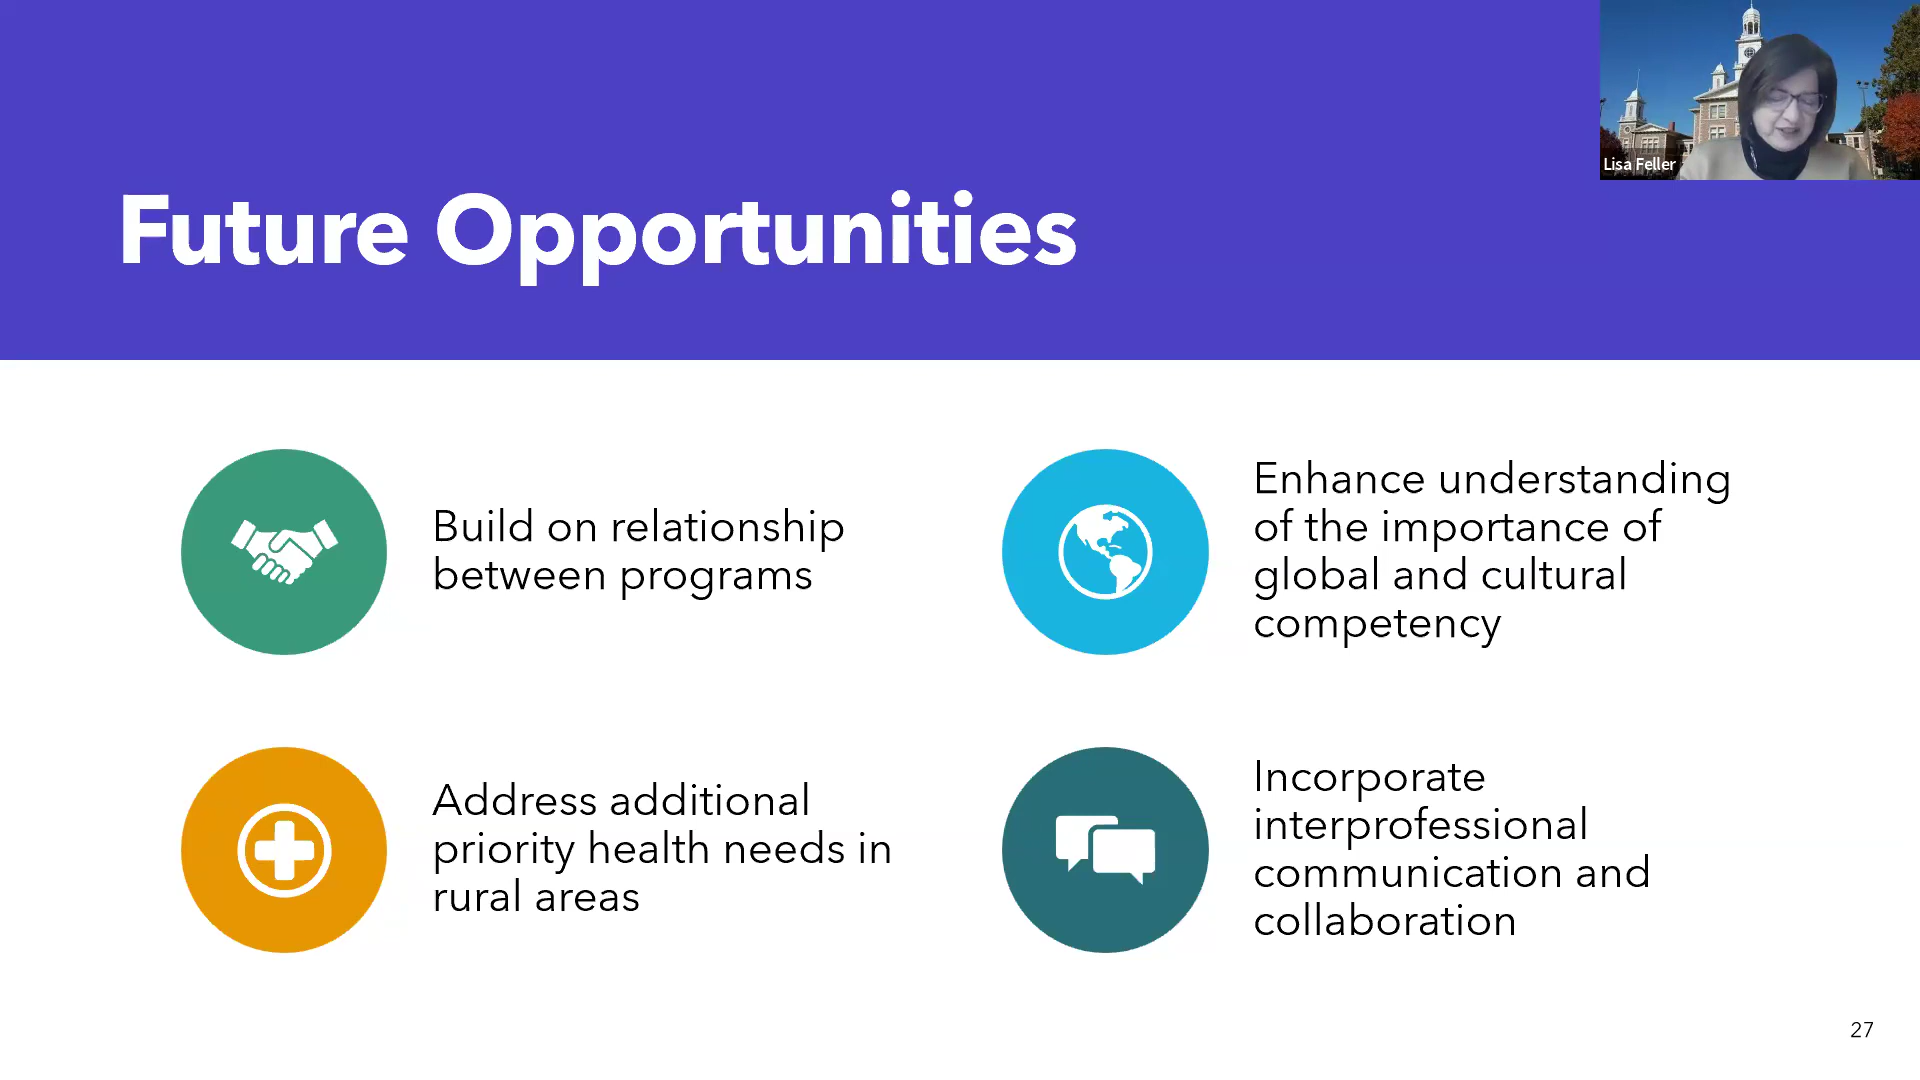 Lisa Feller
Future Opportunities
Build on relationship
between programs
Enhance understanding
of the importance of
global and cultural
competency
Address additional
priority health needs in
rural areas
Incorporate
interprofessional
communication and
collaboration
27